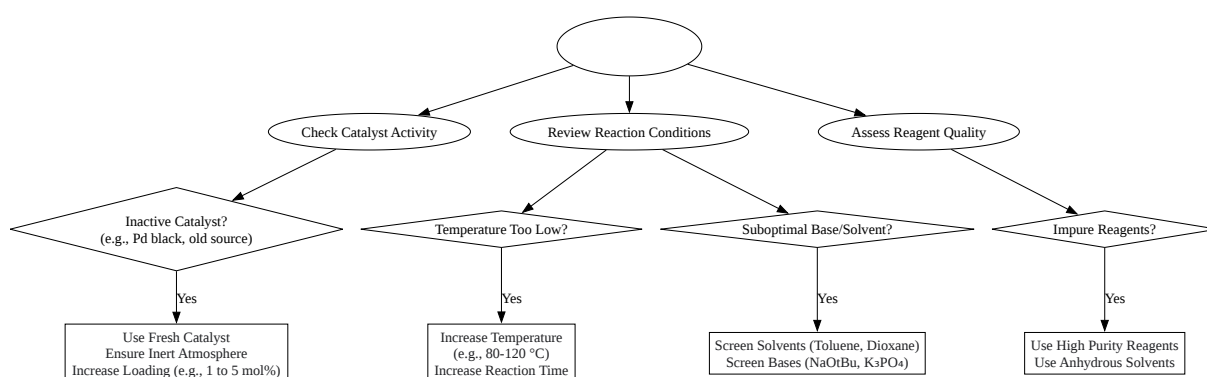 Check Catalyst Activity
Review Reaction Conditions
Assess Reagent Quality
Inactive Catalyst?
(e.g., Pd black, old source)
Temperature Too Low?
Suboptimal Base/Solvent?
Impure Reagents?
Yes
Yes
Yes
Yes
Use Fresh Catalyst
Ensure Inert Atmosphere
Increase Loading (e.g., 1 to 5 mol%)
Increase Temperature
(e.g., 80-120 °C)
Increase Reaction Time
Screen Solvents (Toluene, Dioxane)
Screen Bases (NaOtBu, K₃PO₄)
Use High Purity Reagents
Use Anhydrous Solvents